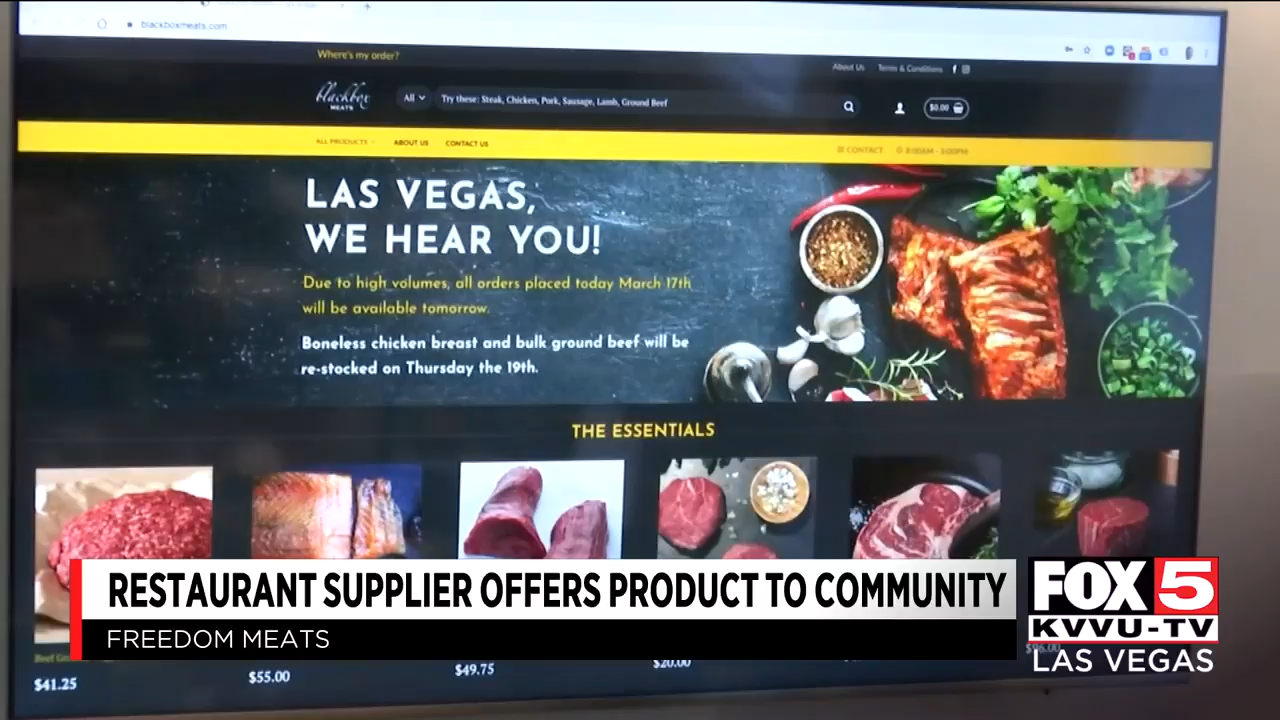 blackboxmeats.com
Where's my order?
About Us Terms & Conditions
blackbox
MEATS
All
Try these: Steak, Chicken, Pork, Sausage, Lamb, Ground Beef
$0.00
ALL PRODUCTS
ABOUT US
CONTACT US
CONTACT
8:00AM - 3:00PM
LAS VEGAS,
WE HEAR YOU!
Due to high volumes, all orders placed today March 17th
will be available tomorrow.
Boneless chicken breast and bulk ground beef will be
re-stocked on Thursday the 19th.
THE ESSENTIALS
Beef
$41.25
$55.00
$49.75
$20.00
$96.00
RESTAURANT SUPPLIER OFFERS PRODUCT TO COMMUNITY
FREEDOM MEATS
FOX 5
KVVU-TV
LAS VEGAS